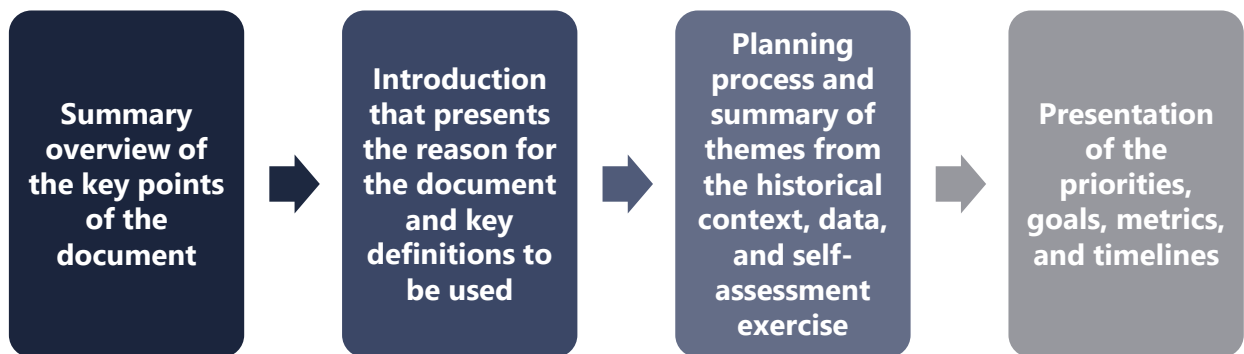 Summary
overview of
the key points
of the
document
Introduction
that presents
the reason for
the document
and key
definitions to
be used
Planning
process and
summary of
themes from
the historical
context, data,
and self-
assessment
exercise
Presentation
of the
priorities,
goals, metrics,
and timelines